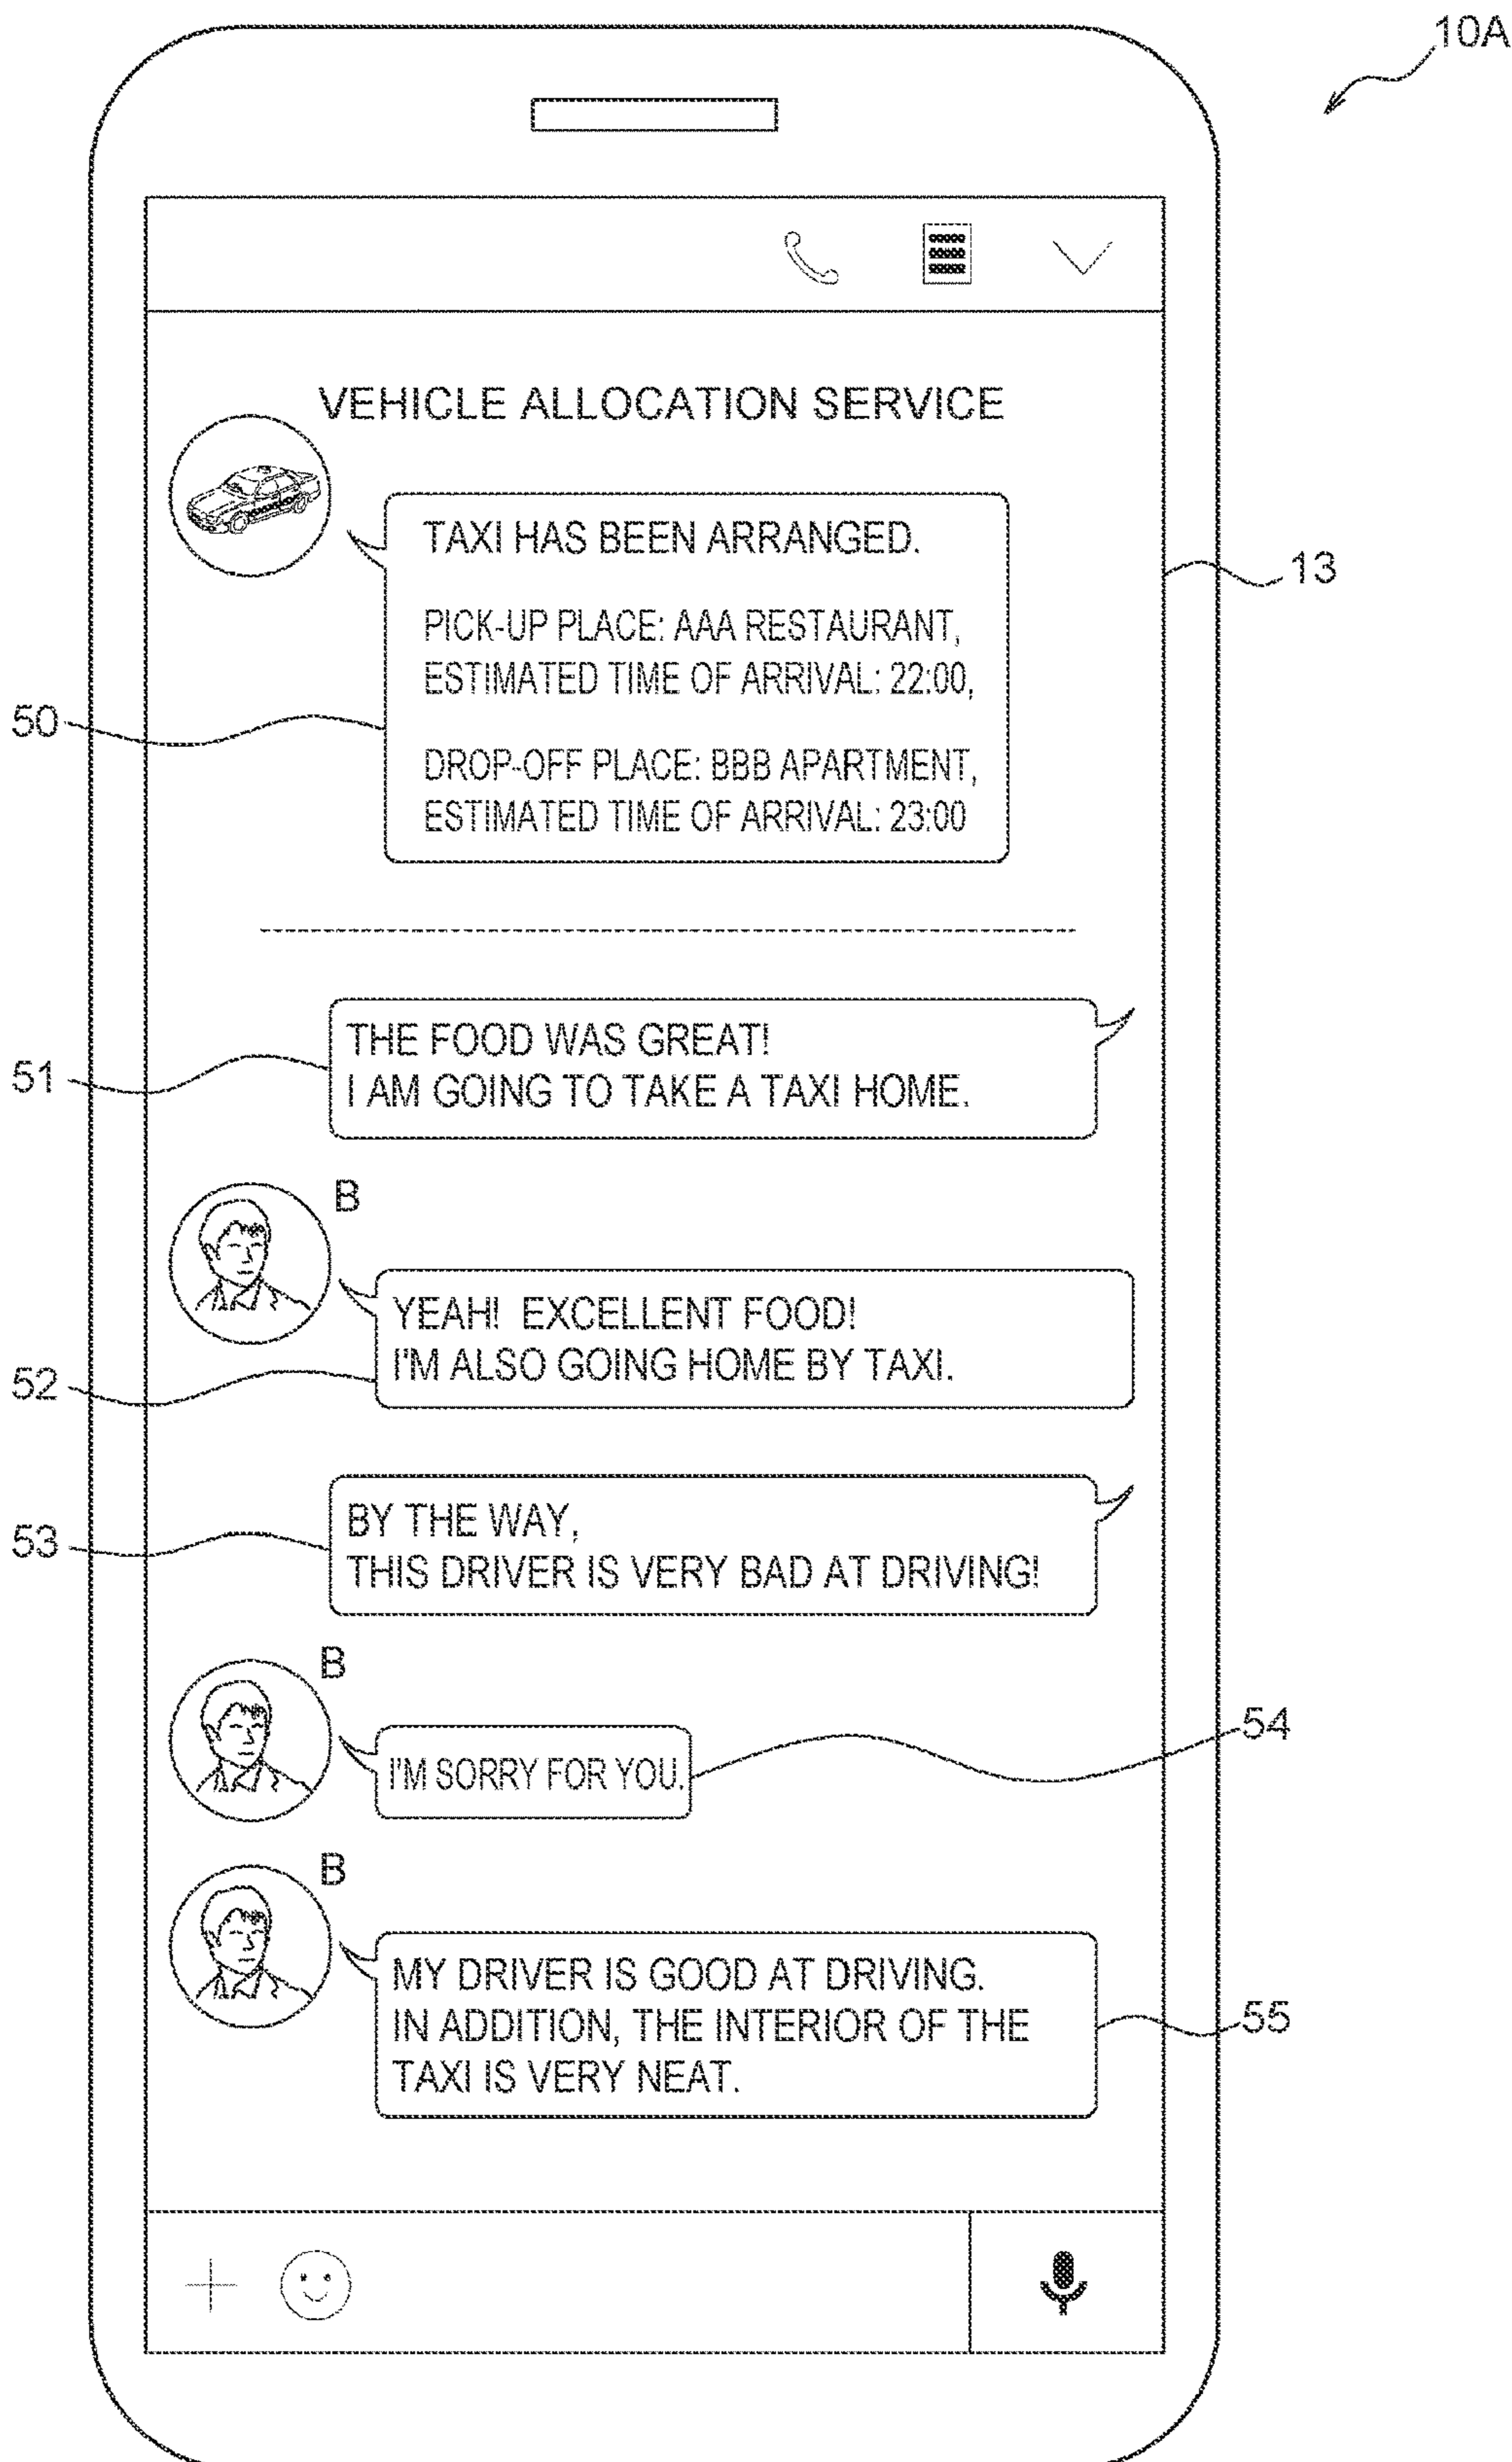 10A
VEHICLE ALLOCATION SERVICE
TAXI HAS BEEN ARRANGED.
13
PICK-UP PLACE: AAA RESTAURANT,
ESTIMATED TIME OF ARRIVAL: 22:00,
50
DROP-OFF PLACE: BBB APARTMENT,
ESTIMATED TIME OF ARRIVAL: 23:00
THE FOOD WAS GREAT!
51
I AM GOING TO TAKE A TAXI HOME.
B
YEAH!  EXCELLENT FOOD!
I'M ALSO GOING HOME BY TAXI.
52
BY THE WAY,
53
THIS DRIVER IS VERY BAD AT DRIVING!
B
54
I'M SORRY FOR YOU.
B
MY DRIVER IS GOOD AT DRIVING.
IN ADDITION, THE INTERIOR OF THE
55
TAXI IS VERY NEAT.